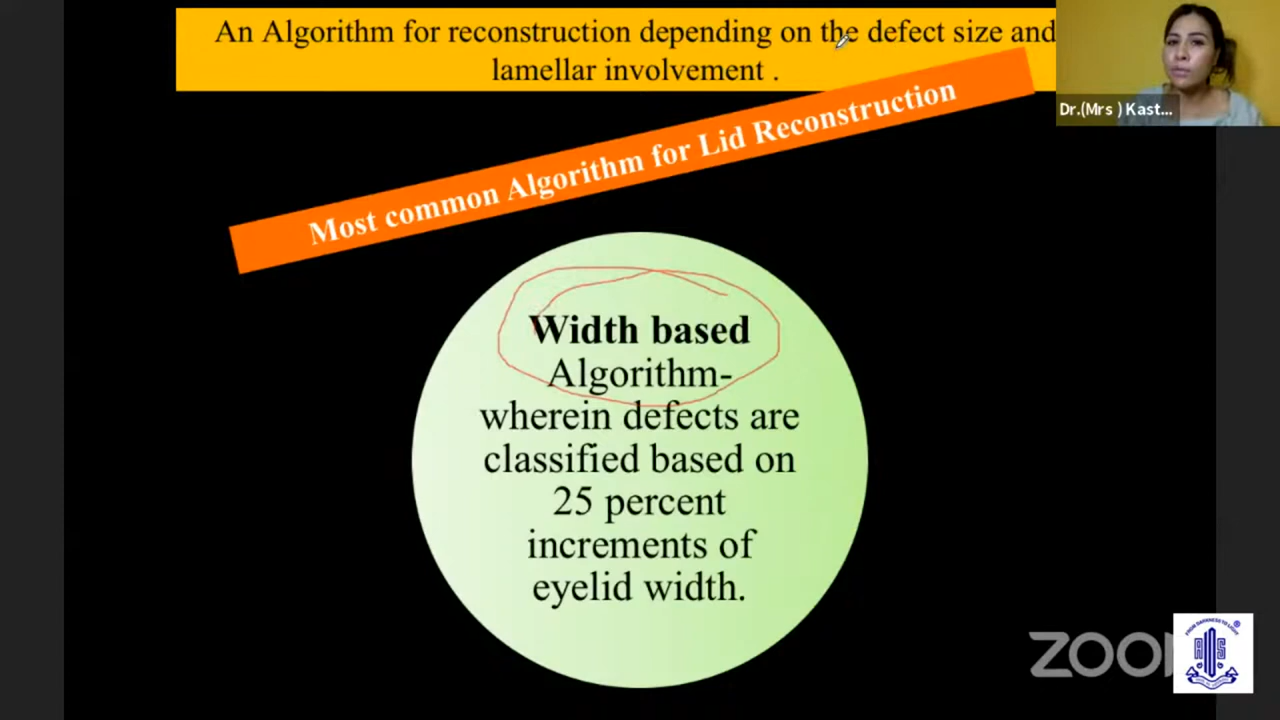 An Algorithm for reconstruction depending on the defect size and
lamellar involvement .
Dr.(Mrs ) Kast...
Most common Algorithm for Lid Reconstruction
Width based
Algorithm-
wherein defects are
classified based on
25 percent
increments of
eyelid width.
ZOO